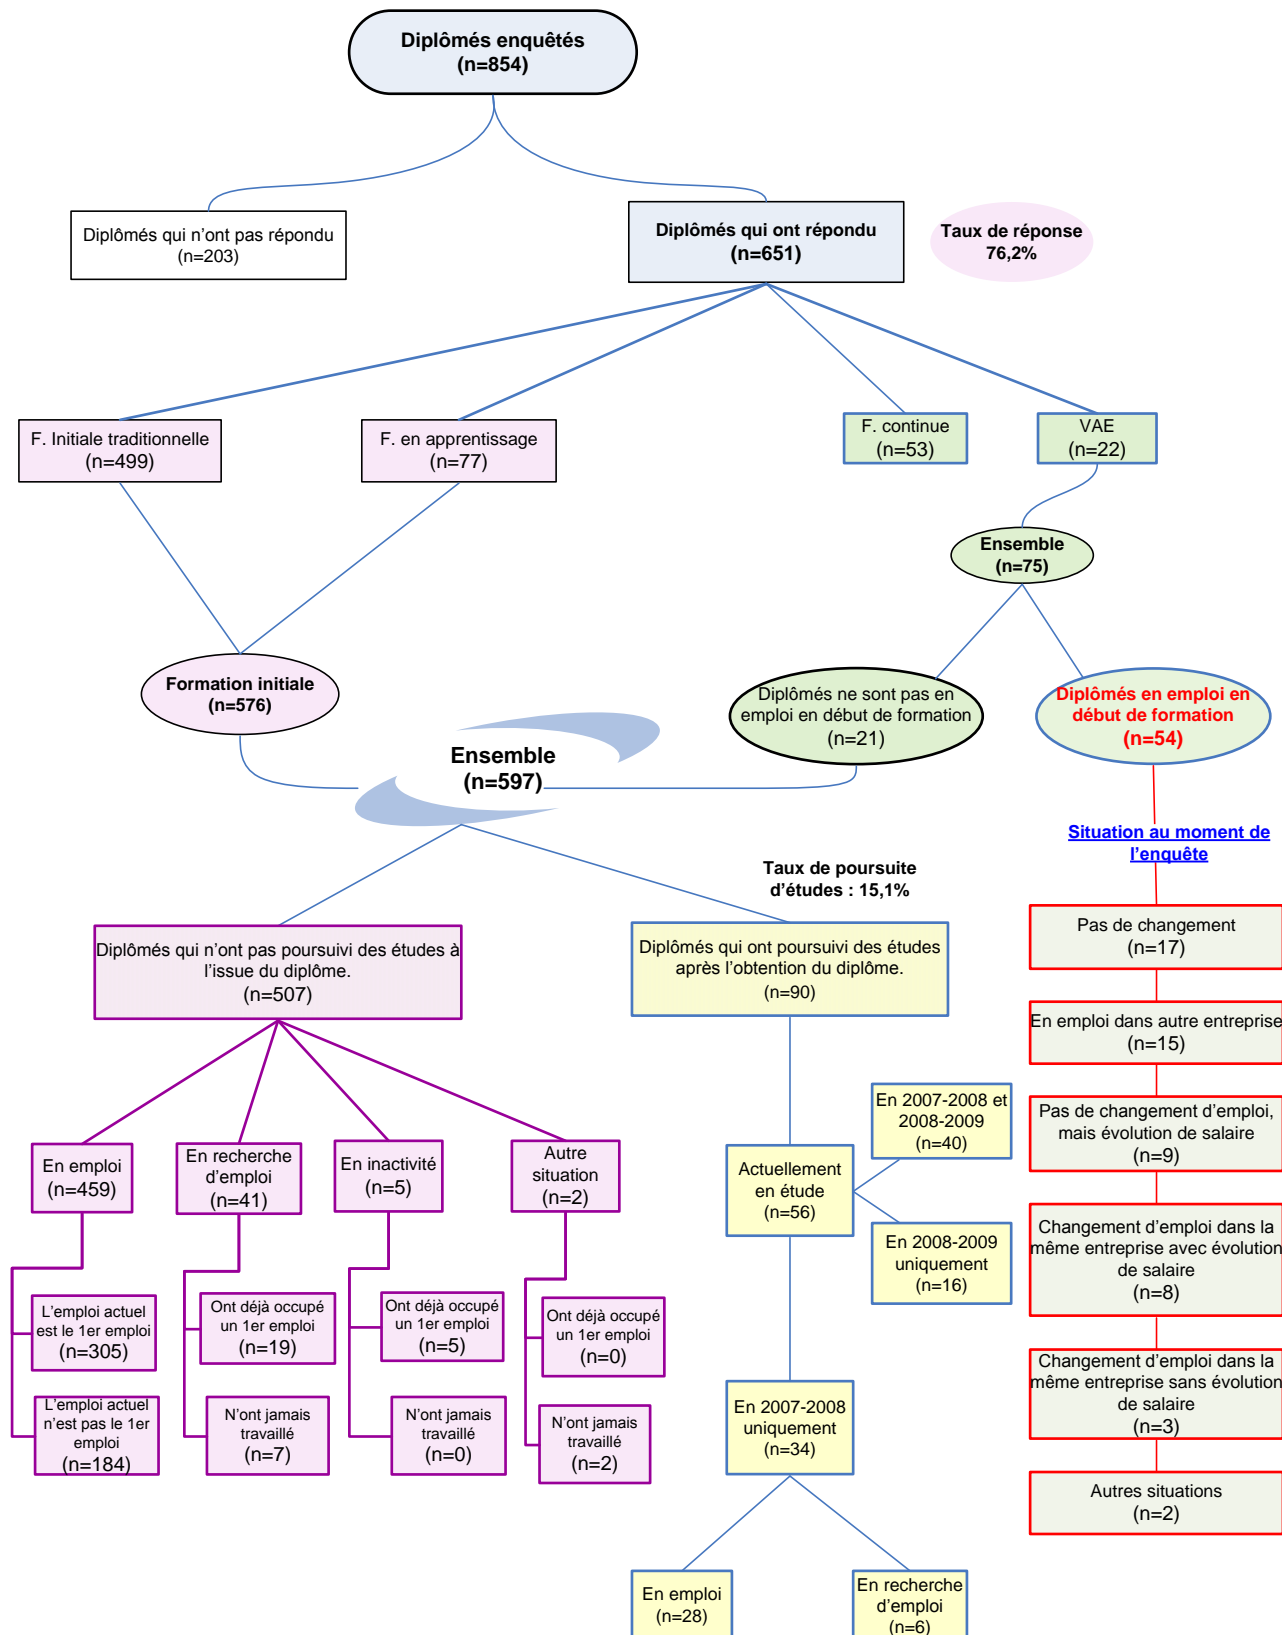 Diplômés enquêtés
(n=854)
Diplômés qui n'ont pas répondu
(n=203)
Diplômés qui ont répondu
(n=651)
Taux de réponse
76,2%
F. Initiale traditionnelle
(n=499)
F. en apprentissage
(n=77)
F. continue
(n=53)
VAE
(n=22)
Ensemble
(n=75)
Formation initiale
(n=576)
Diplômés ne sont pas en
emploi en début de formation
(n=21)
Diplômés en emploi en
début de formation
(n=54)
Ensemble
(n=597)
Situation au moment de
l’enquête
Taux de poursuite
d’études : 15,1%
Diplômés qui n’ont pas poursuivi des études à
l’issue du diplôme.
(n=507)
Diplômés qui ont poursuivi des études
après l’obtention du diplôme.
(n=90)
Pas de changement
(n=17)
En emploi dans autre entreprise
(n=15)
Pas de changement d’emploi,
mais évolution de salaire
(n=9)
Changement d’emploi dans la
même entreprise avec évolution
de salaire
(n=8)
Changement d’emploi dans la
même entreprise sans évolution
de salaire
(n=3)
Autres situations
(n=2)
En emploi
(n=459)
En recherche
d’emploi
(n=41)
En inactivité
(n=5)
Autre
situation
(n=2)
L’emploi actuel
est le 1er emploi
(n=305)
Ont déjà occupé
un 1er emploi
(n=19)
Ont déjà occupé
un 1er emploi
(n=5)
Ont déjà occupé
un 1er emploi
(n=0)
L’emploi actuel
n’est pas le 1er
emploi
(n=184)
N’ont jamais
travaillé
(n=7)
N’ont jamais
travaillé
(n=0)
N’ont jamais
travaillé
(n=2)
Actuellement
en étude
(n=56)
En 2007-2008 et
2008-2009
(n=40)
En 2008-2009
uniquement
(n=16)
En 2007-2008
uniquement
(n=34)
En emploi
(n=28)
En recherche
d’emploi
(n=6)